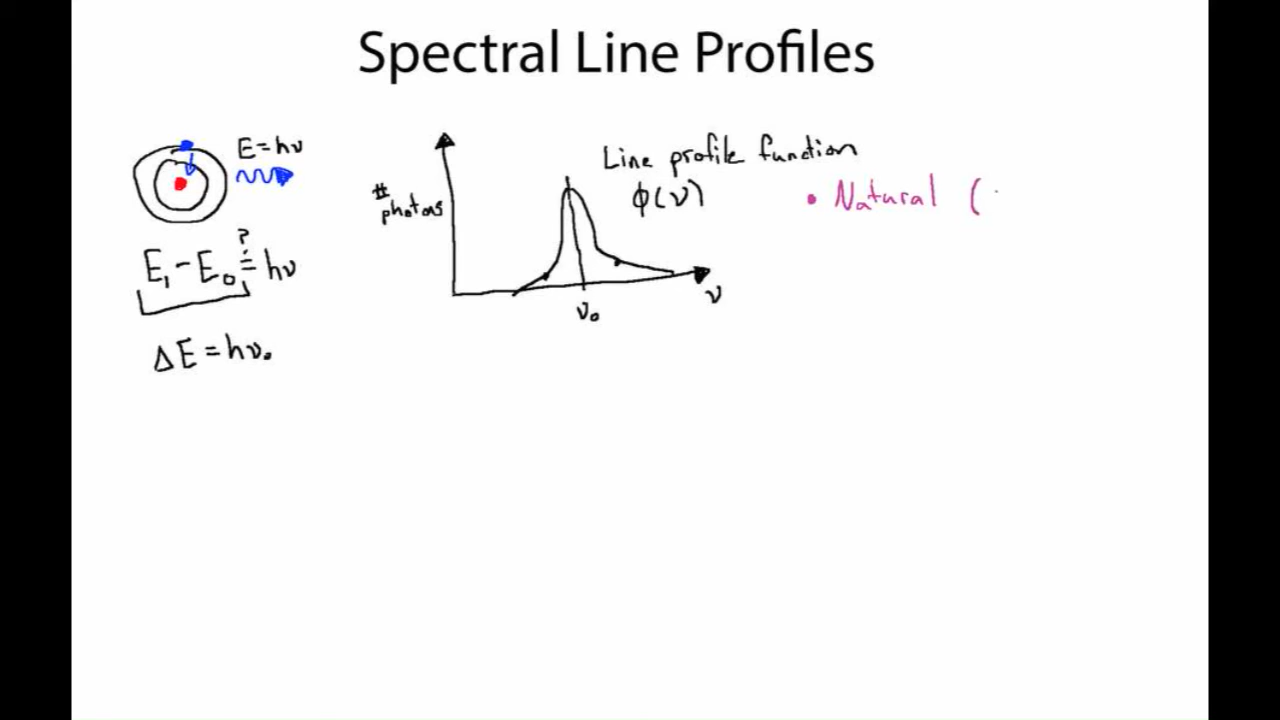 Spectral Line Profiles
E=hν
E₁-E₀ ≟ hν
ΔE=hν₀
# photons
ν₀
ν
Line profile function
ϕ(ν)
• Natural (